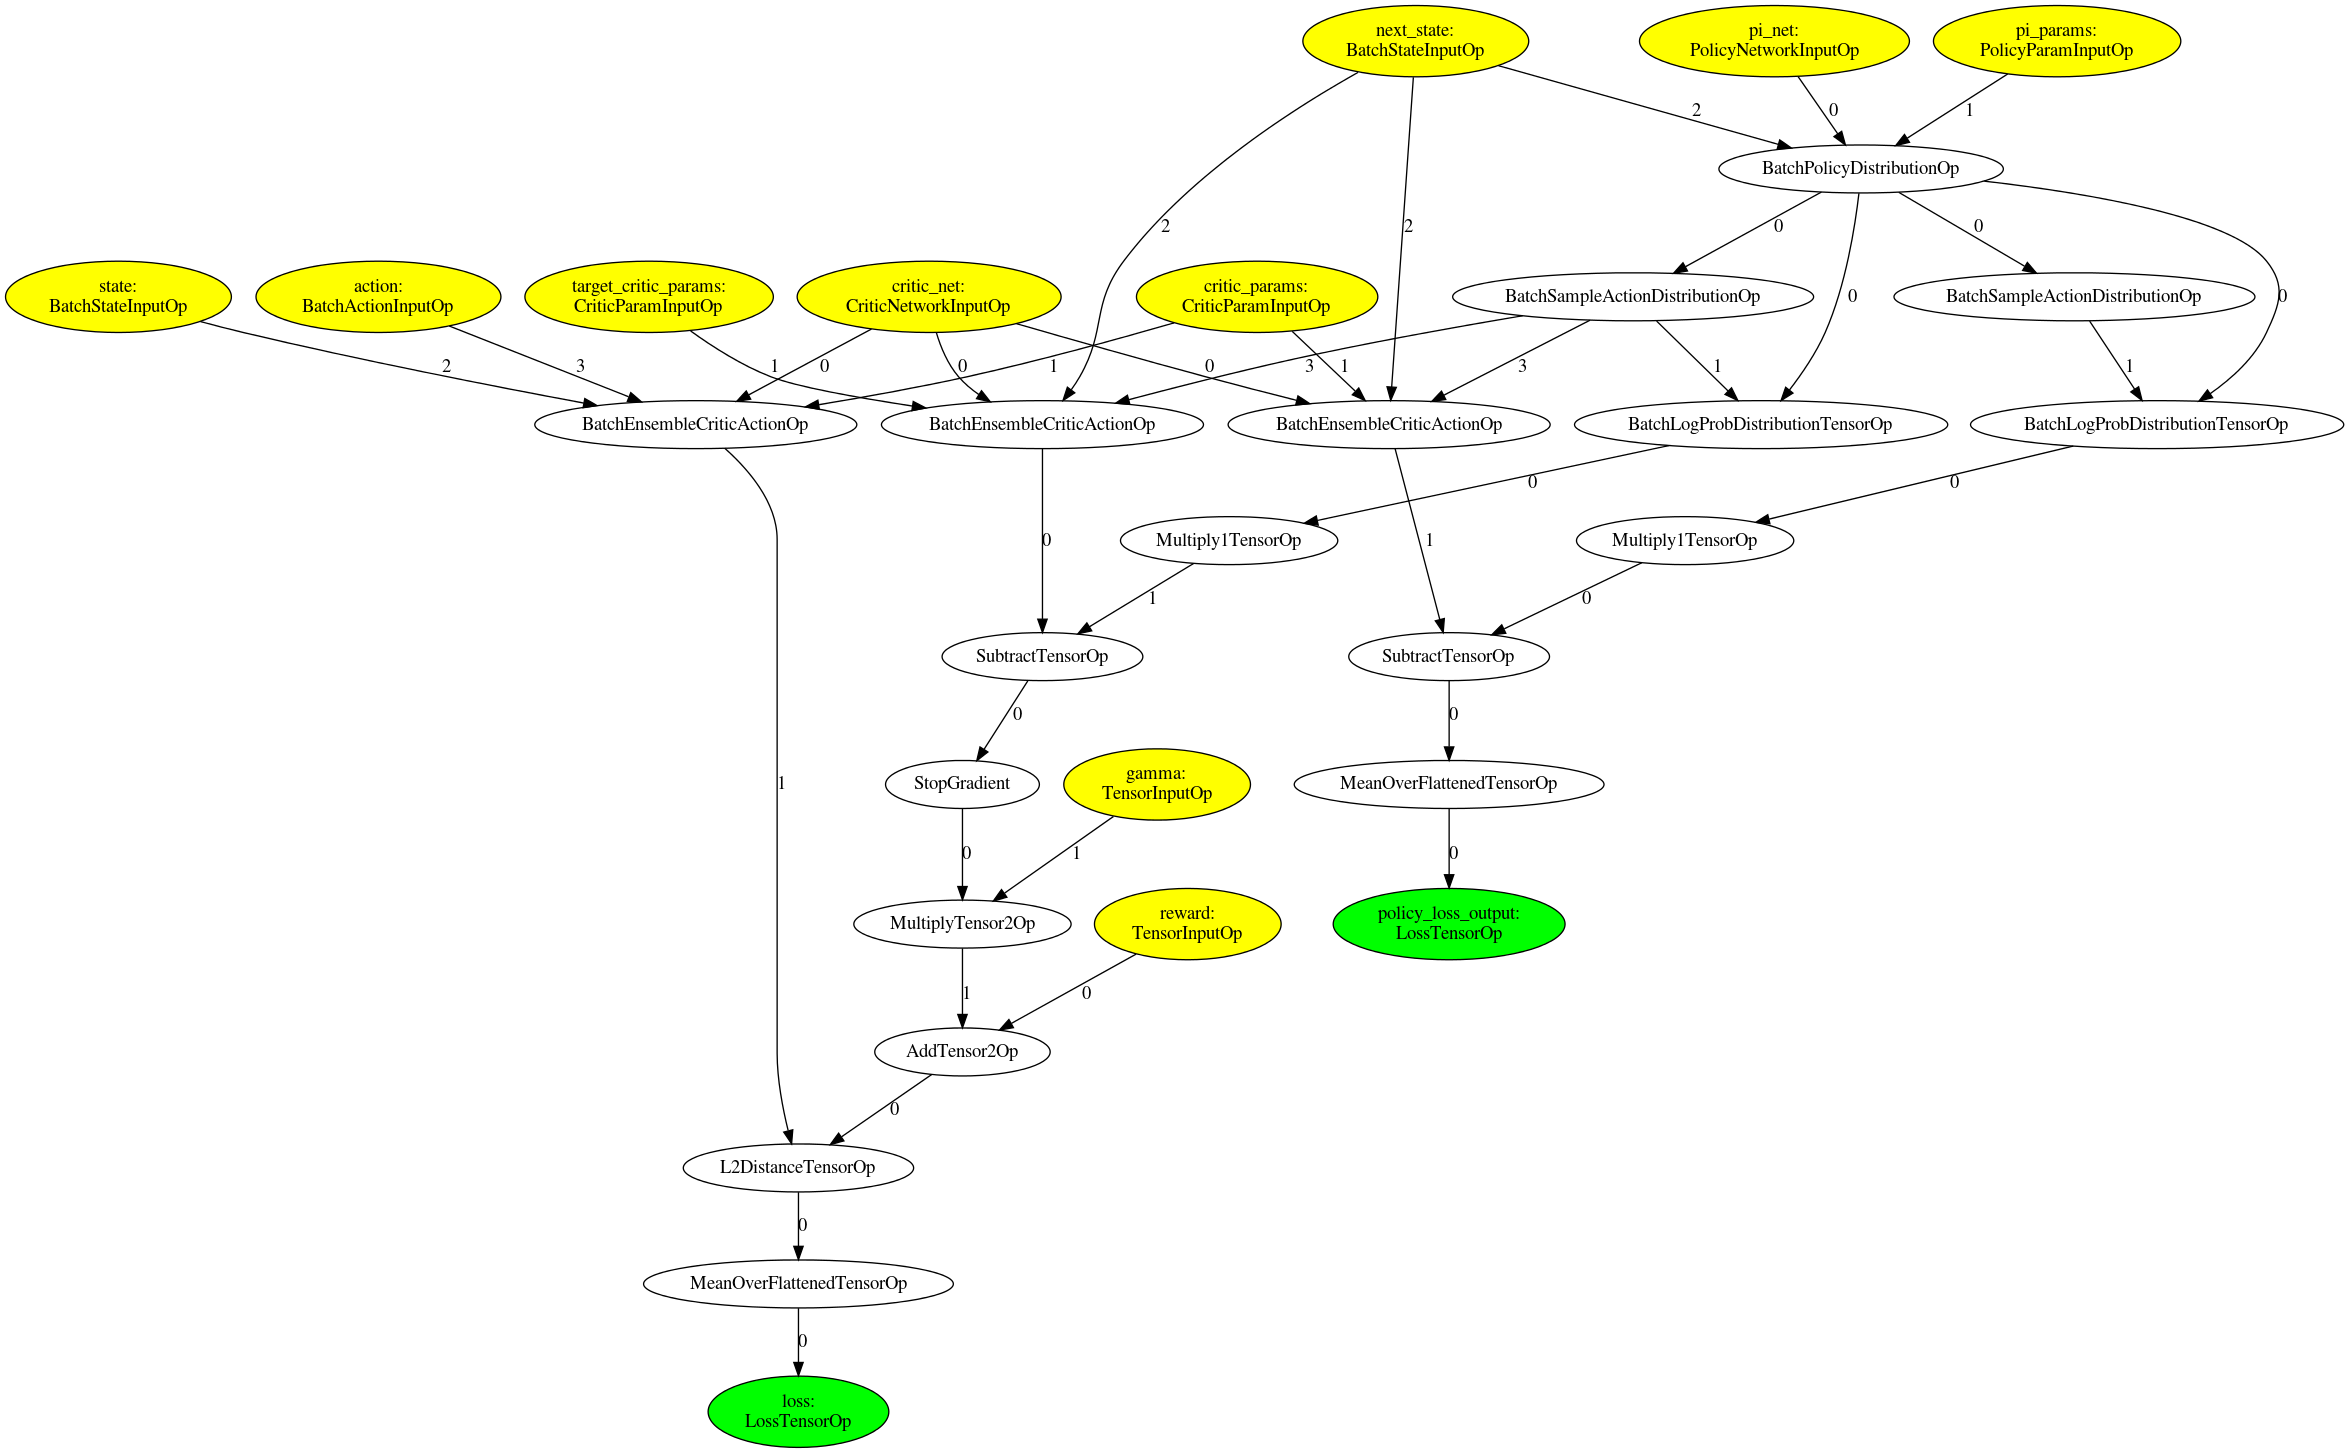 next_state:
BatchStateInputOp
pi_net:
PolicyNetworkInputOp
pi_params:
PolicyParamInputOp
2
0
1
BatchPolicyDistributionOp
2
2
0
0
state:
BatchStateInputOp
action:
BatchActionInputOp
target_critic_params:
CriticParamInputOp
critic_net:
CriticNetworkInputOp
critic_params:
CriticParamInputOp
BatchSampleActionDistributionOp
0
BatchSampleActionDistributionOp
0
2
3
1
0
0
1
0
3
1
3
1
1
BatchEnsembleCriticActionOp
BatchEnsembleCriticActionOp
BatchEnsembleCriticActionOp
BatchLogProbDistributionTensorOp
BatchLogProbDistributionTensorOp
0
0
0
Multiply1TensorOp
1
Multiply1TensorOp
1
0
SubtractTensorOp
SubtractTensorOp
0
0
1
StopGradient
gamma:
TensorInputOp
MeanOverFlattenedTensorOp
0
1
0
MultiplyTensor2Op
reward:
TensorInputOp
policy_loss_output:
LossTensorOp
1
0
AddTensor2Op
0
L2DistanceTensorOp
0
MeanOverFlattenedTensorOp
0
loss:
LossTensorOp